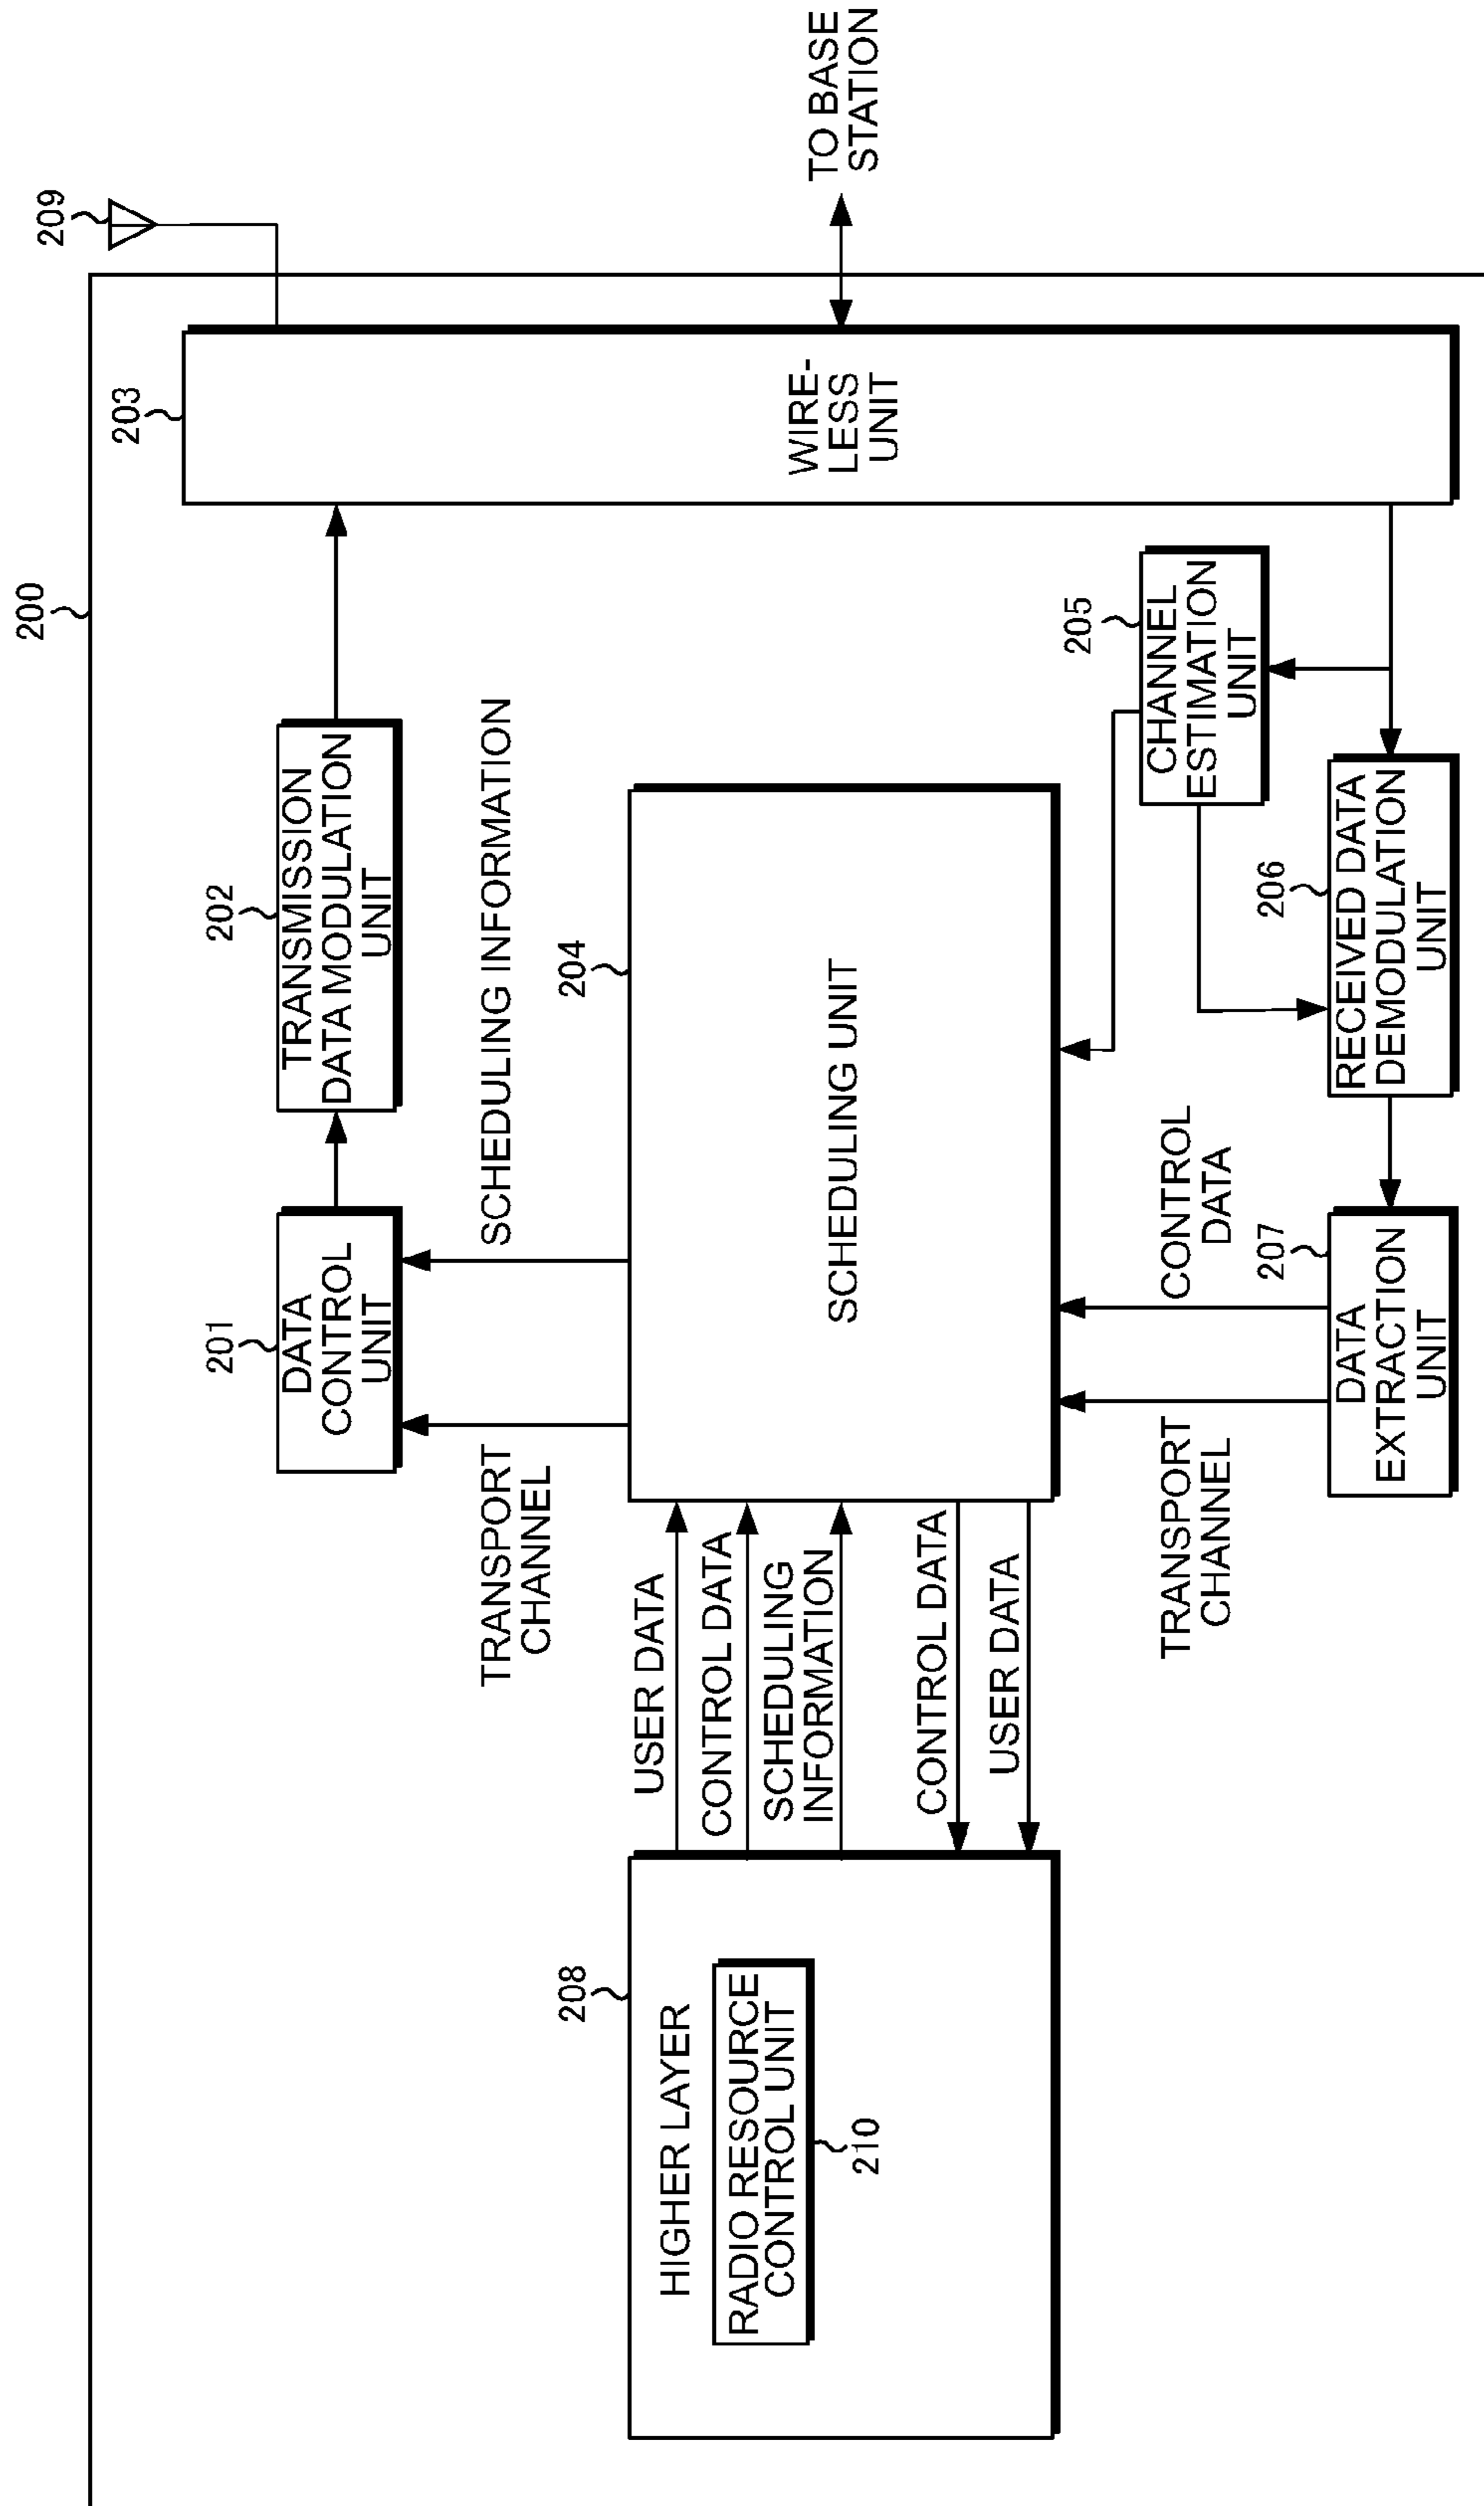 200
209
203
202
201
DATA
CONTROL
UNIT
TRANSMISSION
DATA MODULATION
UNIT
WIRE-
LESS
UNIT
TO BASE
STATION
TRANSPORT
CHANNEL
SCHEDULING INFORMATION
208
HIGHER LAYER
RADIO RESOURCE
CONTROL UNIT
210
USER DATA
CONTROL DATA
SCHEDULING
INFORMATION
CONTROL DATA
USER DATA
204
SCHEDULING UNIT
205
CHANNEL
ESTIMATION
UNIT
TRANSPORT
CHANNEL
CONTROL
DATA
207
DATA
EXTRACTION
UNIT
206
RECEIVED DATA
DEMODULATION
UNIT